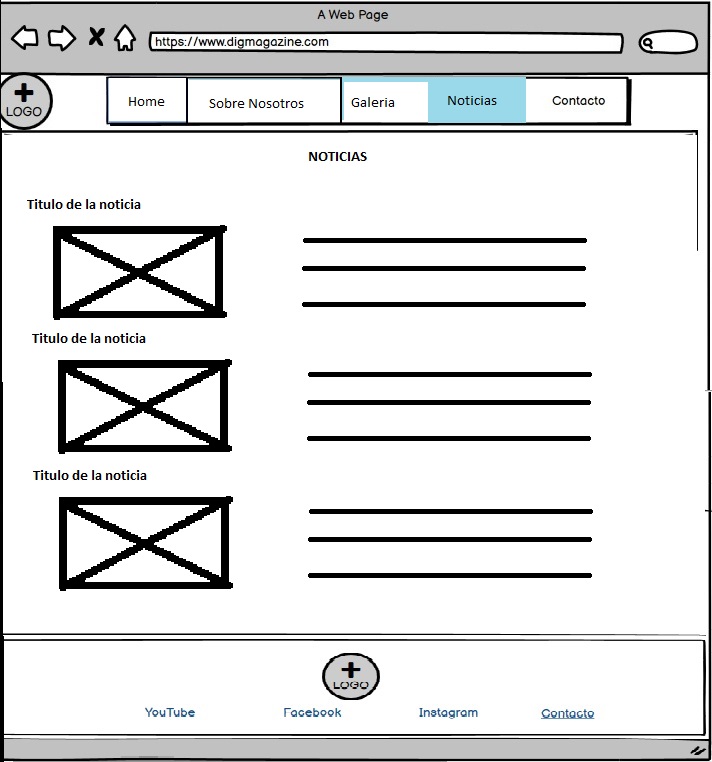 A Web Page
https://www.digmagazine.com
LOGO
Home Sobre Nosotros Galeria Noticias Contacto
NOTICIAS
Titulo de la noticia
Titulo de la noticia
Titulo de la noticia
LOGO
YouTube Facebook Instagram Contacto